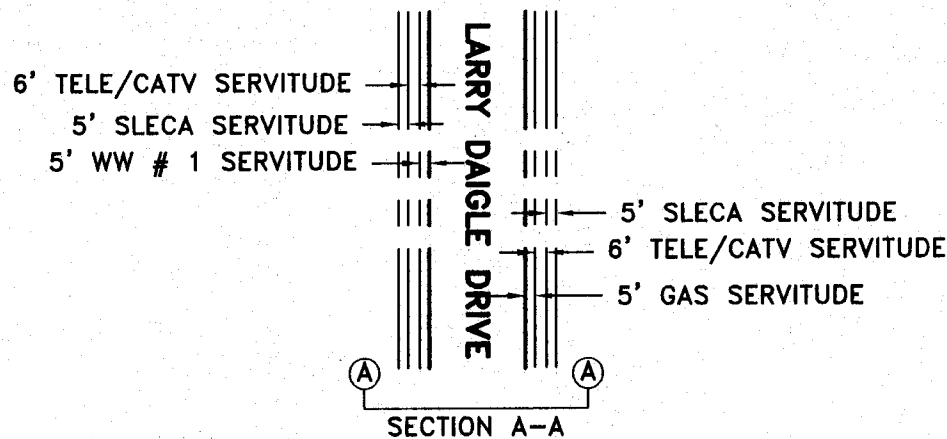 LARRY DAIGLE DRIVE
6' TELE/CATV SERVITUDE
5' SLECA SERVITUDE
5' WW # 1 SERVITUDE
5' SLECA SERVITUDE
6' TELE/CATV SERVITUDE
5' GAS SERVITUDE
A A
SECTION A-A